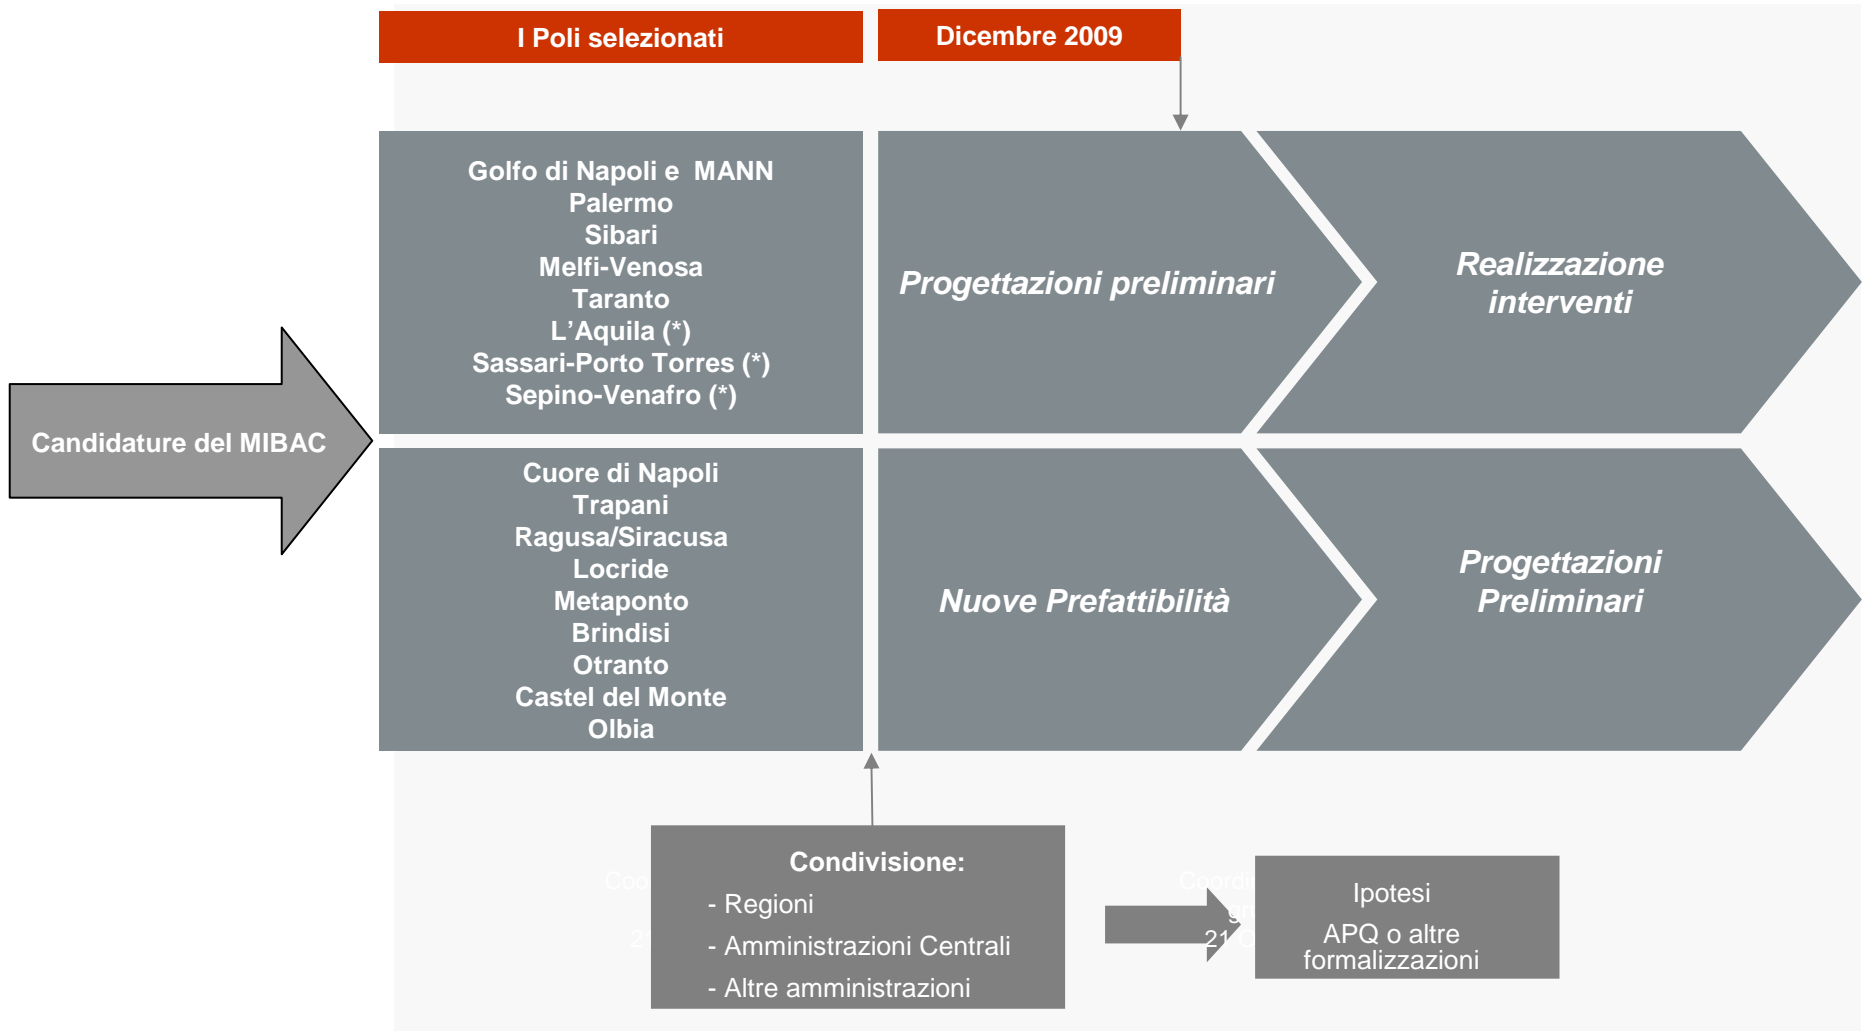 I Poli selezionati
Dicembre 2009
Golfo di Napoli e MANN
Palermo
Sibari
Melfi-Venosa
Taranto
L’Aquila (*)
Sassari-Porto Torres (*)
Sepino-Venafro (*)
Progettazioni preliminari
Realizzazione
interventi
Candidature del MIBAC
Cuore di Napoli
Trapani
Ragusa/Siracusa
Locride
Metaponto
Brindisi
Otranto
Castel del Monte
Olbia
Nuove Prefattibilità
Progettazioni
Preliminari
Condivisione:
- Regioni
- Amministrazioni Centrali
- Altre amministrazioni
Ipotesi
APQ o altre
formalizzazioni